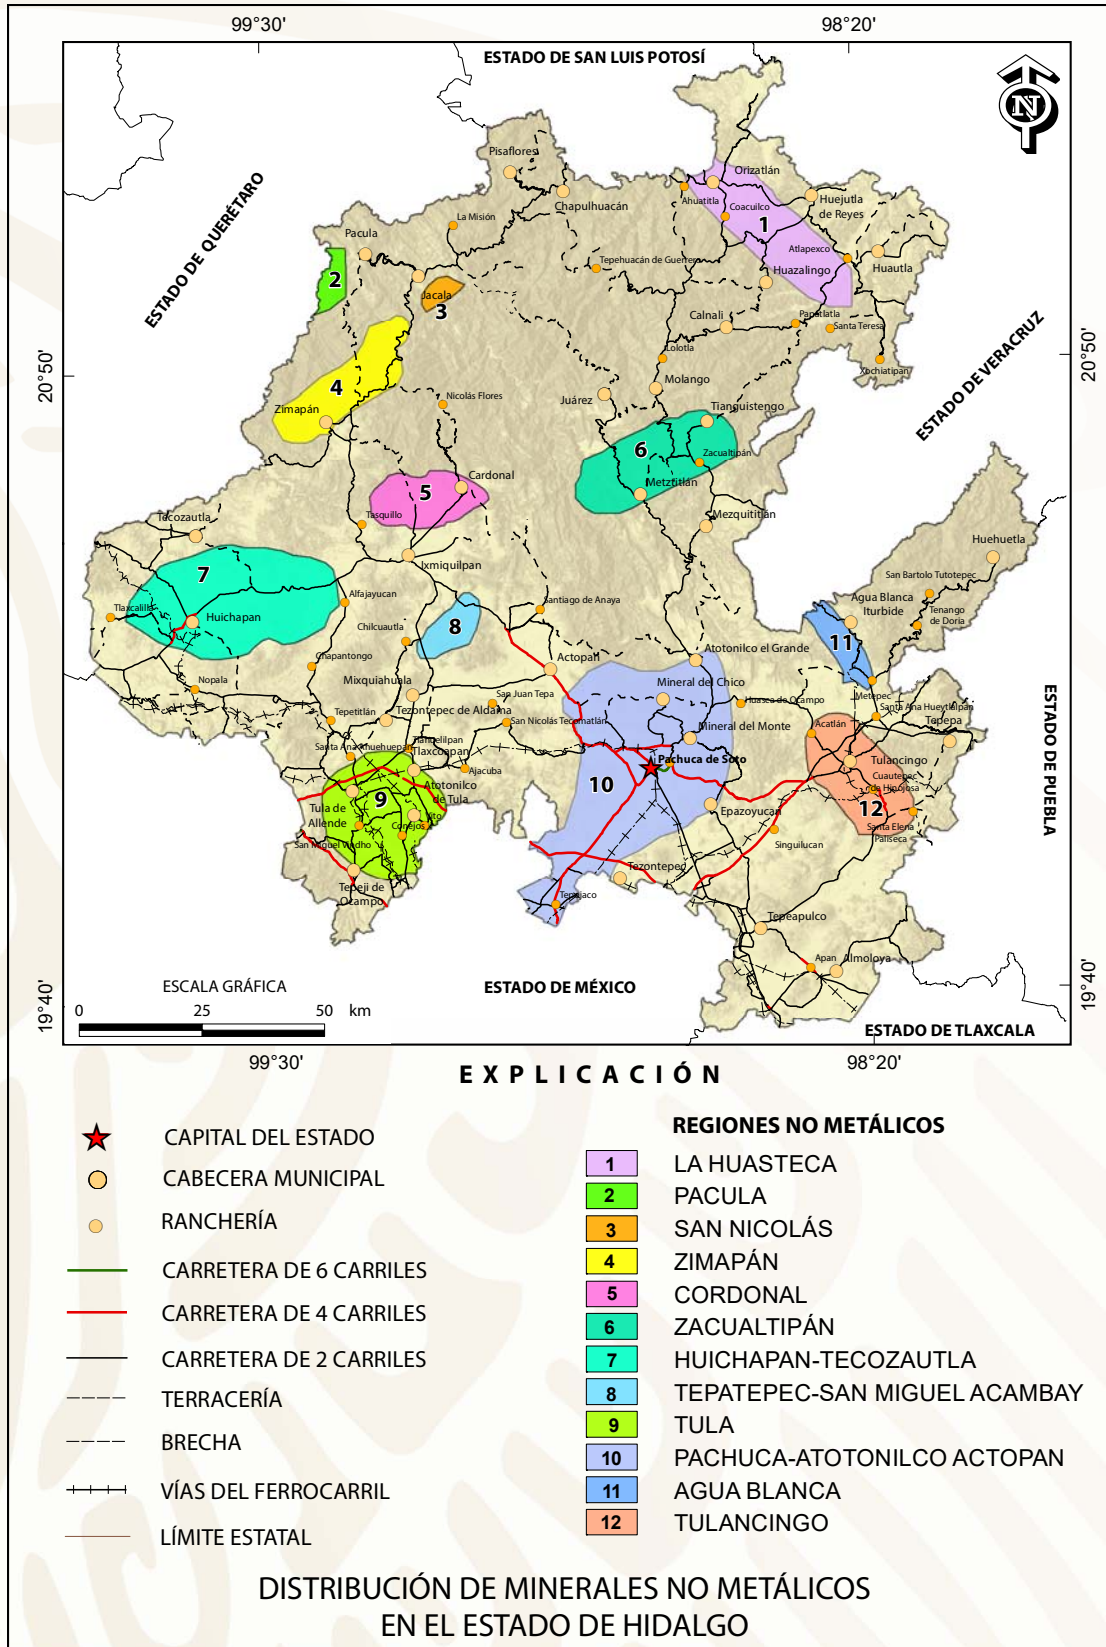 99°30'
98°20'
ESTADO DE SAN LUIS POTOSÍ
N
Pisaflores
Orizatlán
Ahuatitla
Chapulhuacán
Huejutla
de Reyes
Coacuilco
La Misión
1
ESTADO DE QUERÉTARO
Pacula
Atlapexco
Huautla
Tepehuacán de Guerrero
Huazalingo
2
Jacala
3
Calnali
Papatlatla
Santa Teresa
20°50'
20°50'
Lolotla
Xochiatipan
ESTADO DE VERACRUZ
4
Molango
Juárez
Nicolás Flores
Zimapán
Tianguistengo
6
Zacualtipán
Cardonal
5
Metztitlán
Tecozautla
Tasquillo
Mezquititlán
Huehuetla
Ixmiquilpan
7
San Bartolo Tutotepec
Alfajayucan
Santiago de Anaya
Agua Blanca
Iturbide
Tlaxcalilla
Huichapan
Tenango
de Doria
8
Chilcuautla
11
Atotonilco el Grande
Chapantongo
Actopan
Nopala
Mixquiahuala
Mineral del Chico
Metepec
San Juan Tepa
Huasca de Ocampo
Santa Ana Hueytlalpan
Tezontepec de Aldama
Tepetitlán
San Nicolás Tecomatlán
Mineral del Monte
Acatlán
Tepepa
ESTADO DE PUEBLA
Santa Ana Ahuehuepan
Tlahuelilpan
Tlaxcoapan
Pachuca de Soto
Tulancingo
Ajacuba
Cuautepec
de Hinojosa
Atotonilco
de Tula
10
9
12
Tula de
Allende
Vito
Epazoyucan
Conejos
Santa Elena
Paliseca
San Miguel Vindho
Singuilucan
Tezontepec
Tepeji de
Ocampo
Tepojaco
Tepeapulco
Apan
Almoloya
ESCALA GRÁFICA
0 25 50 km
ESTADO DE MÉXICO
19°40'
19°40'
ESTADO DE TLAXCALA
99°30'
98°20'
EXPLICACIÓN
CAPITAL DEL ESTADO
CABECERA MUNICIPAL
RANCHERÍA
CARRETERA DE 6 CARRILES
CARRETERA DE 4 CARRILES
CARRETERA DE 2 CARRILES
TERRACERÍA
BRECHA
VÍAS DEL FERROCARRIL
LÍMITE ESTATAL
REGIONES NO METÁLICOS
1 LA HUASTECA
2 PACULA
3 SAN NICOLÁS
4 ZIMAPÁN
5 CORDONAL
6 ZACUALTIPÁN
7 HUICHAPAN-TECOZAUTLA
8 TEPATEPEC-SAN MIGUEL ACAMBAY
9 TULA
10 PACHUCA-ATOTONILCO ACTOPAN
11 AGUA BLANCA
12 TULANCINGO
DISTRIBUCIÓN DE MINERALES NO METÁLICOS
EN EL ESTADO DE HIDALGO